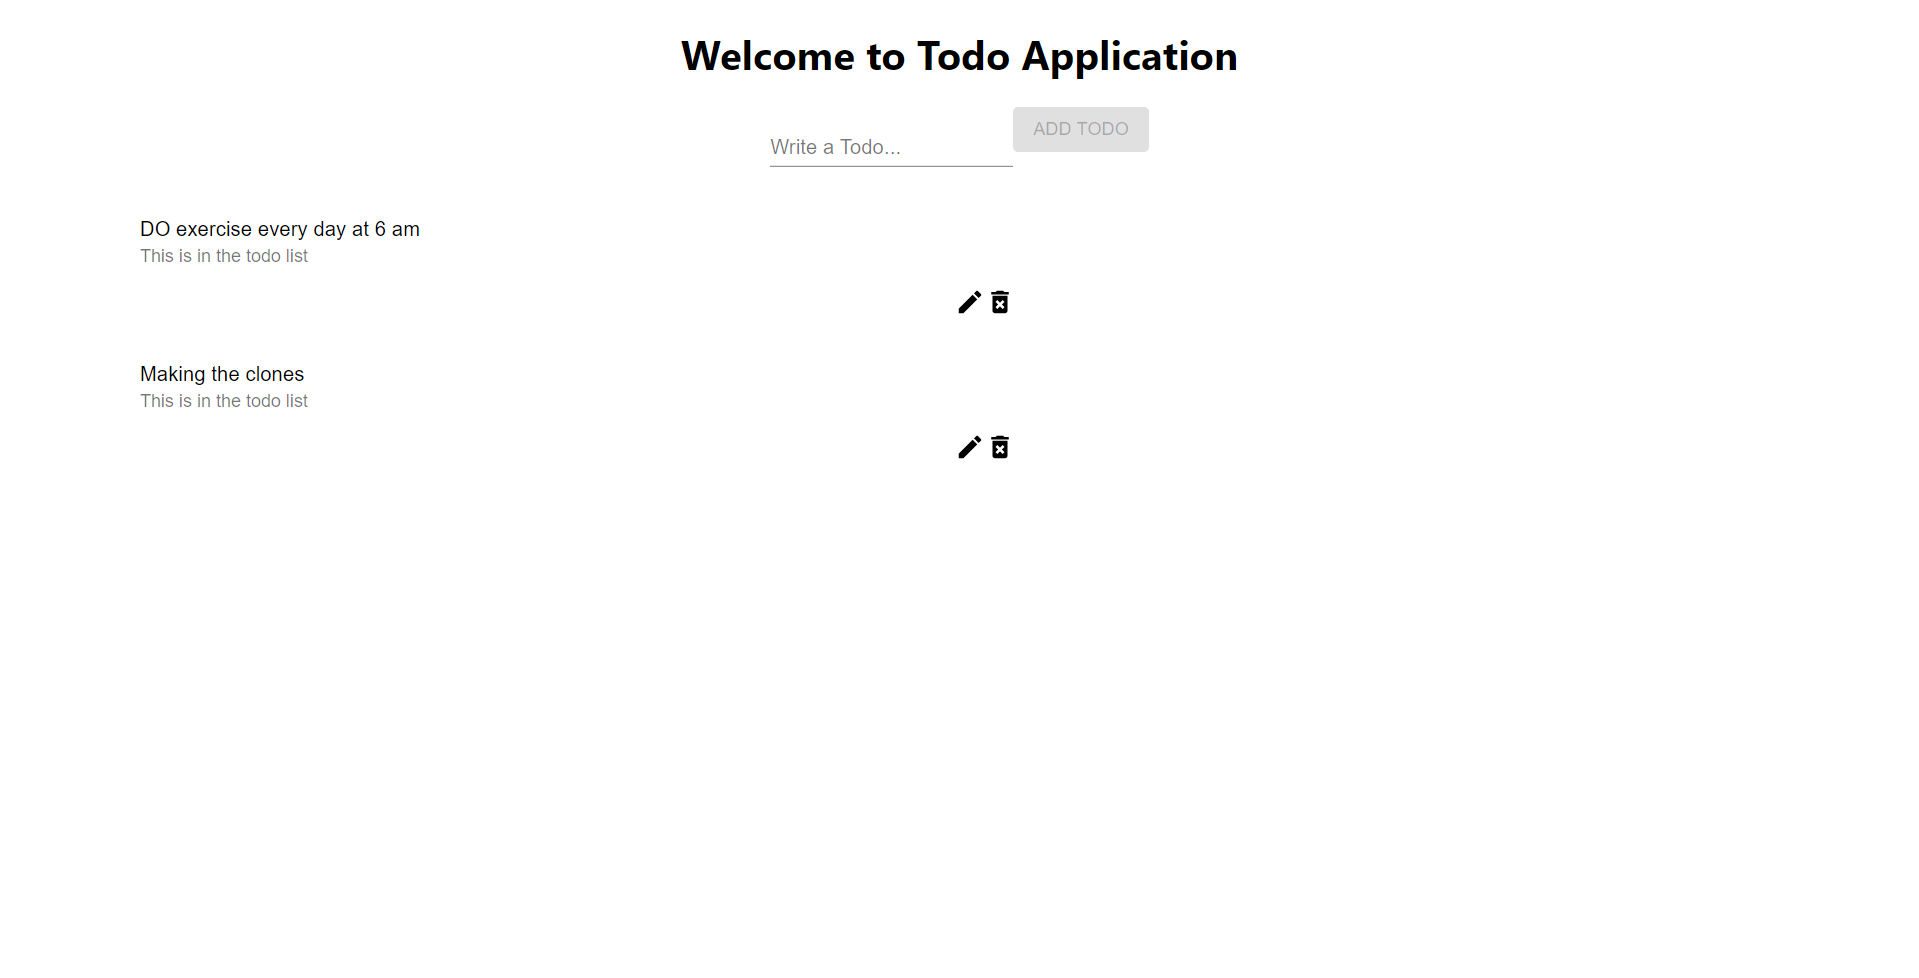 Welcome to Todo Application
Write a Todo...
ADD TODO
DO exercise every day at 6 am
This is in the todo list
Making the clones
This is in the todo list